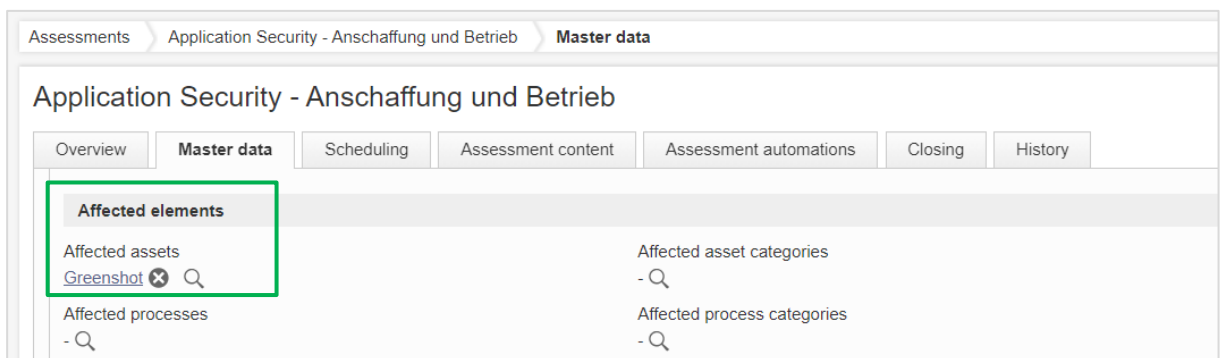 Assessments Application Security - Anschaffung und Betrieb Master data
Application Security - Anschaffung und Betrieb
Overview Master data Scheduling Assessment content Assessment automations Closing History
Affected elements
Affected assets Affected asset categories
Greenshot -
Affected processes Affected process categories
- -